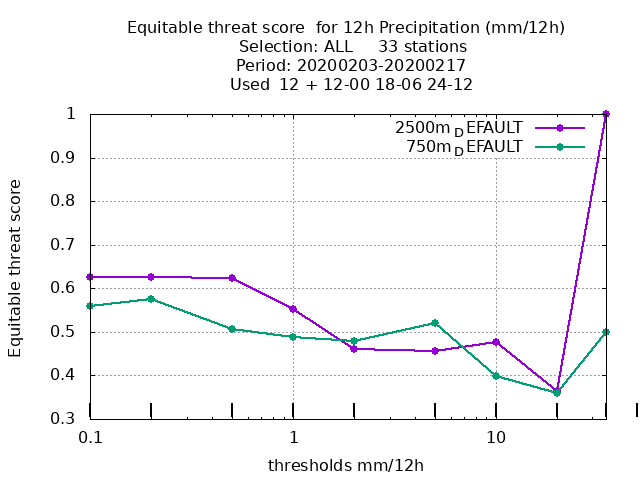 Equitable threat score  for 12h Precipitation (mm/12h)
Selection: ALL     33 stations
Period: 20200203-20200217
Used  12 + 12-00 18-06 24-12
2500m_DEFAULT
750m_DEFAULT
1
0.9
0.8
0.7
0.6
0.5
0.4
0.3
Equitable threat score
0.1
1
10
thresholds mm/12h